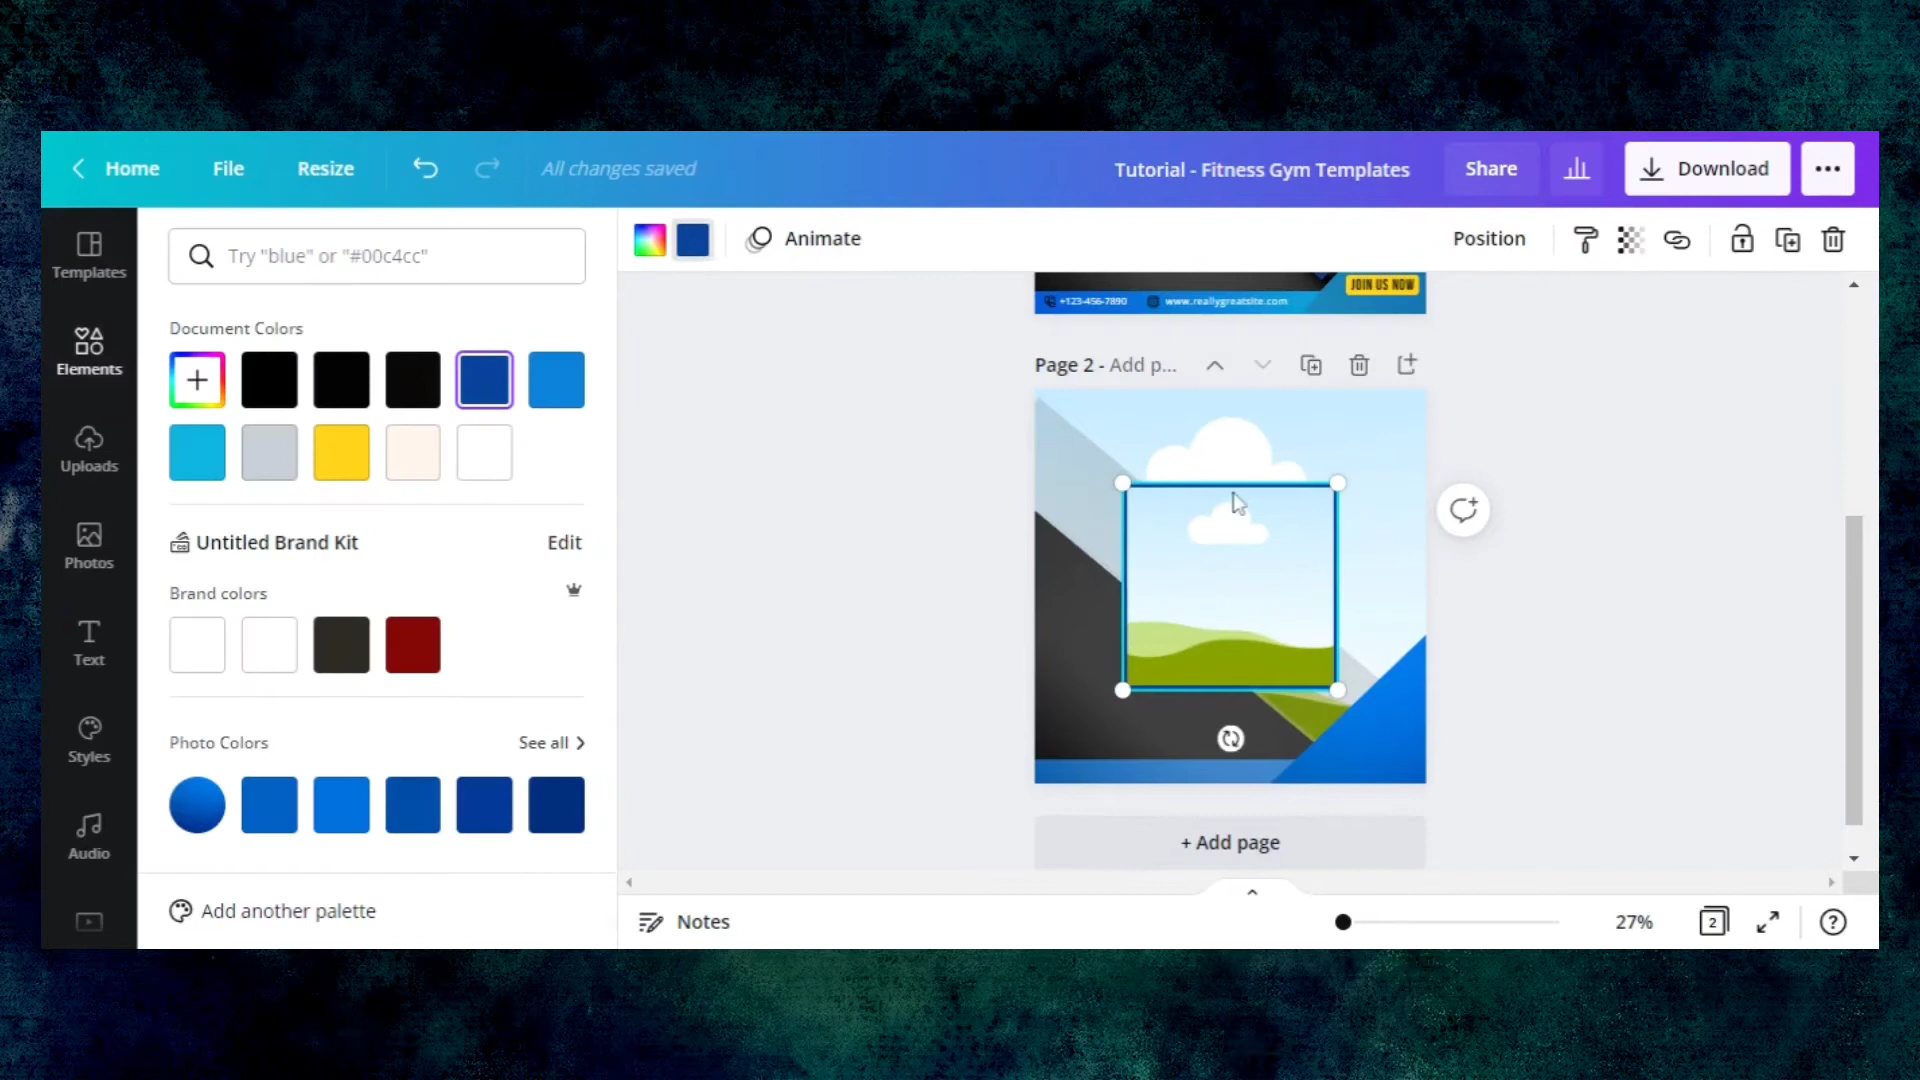 Home File Resize All changes saved Tutorial - Fitness Gym Templates Share Download
Templates
Elements
Uploads
Photos
Text
Styles
Audio
Try "blue" or "#00c4cc"
Document Colors
Untitled Brand Kit Edit
Brand colors
Photo Colors See all
Add another palette
Animate Position
JOIN US NOW
+123-456-7890 www.reallygreatsite.com
Page 2 - Add p...
+ Add page
Notes 27% 2 ?